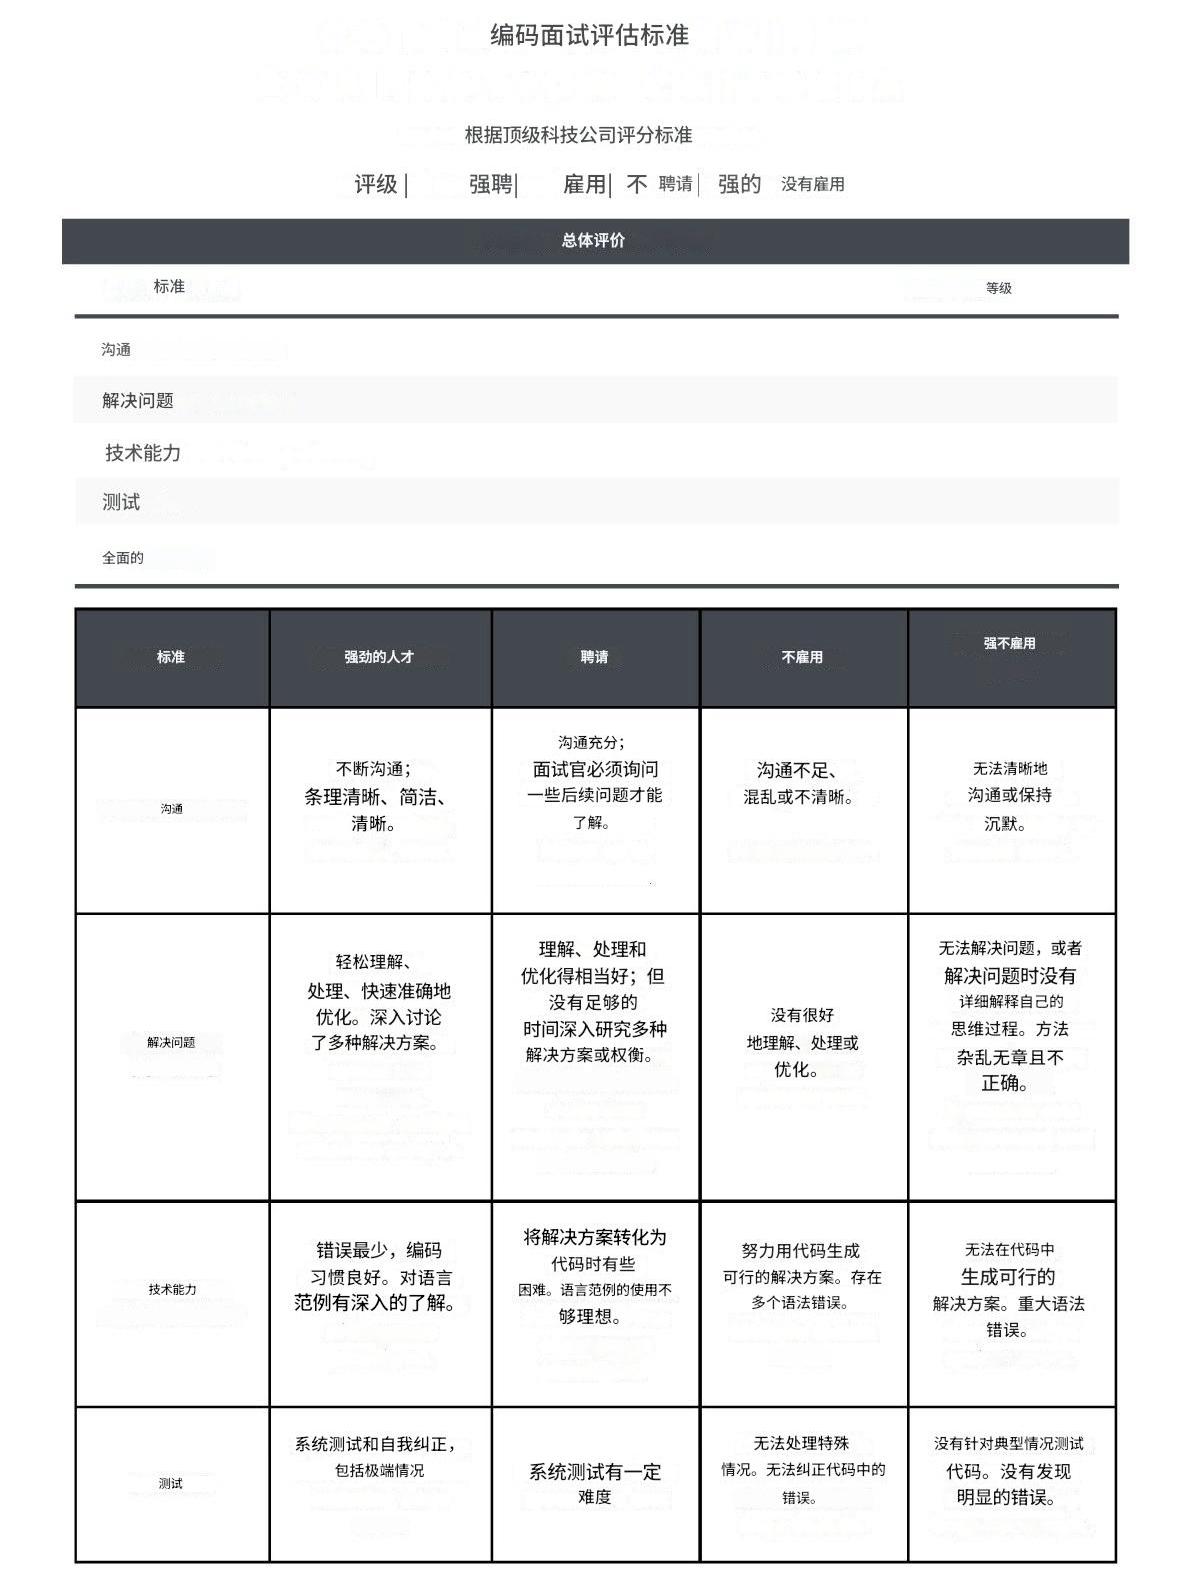 编码面试评估标准
根据顶级科技公司评分标准
评级 | 强聘| 雇用| 不 聘请| 强的 没有雇用
总体评价
标准 等级
沟通
解决问题
技术能力
测试
全面的
标准 强劲的人才 聘请 不雇用 强不雇用
沟通
不断沟通；
条理清晰、简洁、
清晰。
沟通充分；
面试官必须询问
一些后续问题才能
了解。
沟通不足、
混乱或不清晰。
无法清晰地
沟通或保持
沉默。
解决问题
轻松理解、
处理、快速准确地
优化。深入讨论
了多种解决方案。
理解、处理和
优化得相当好；但
没有足够的
时间深入研究多种
解决方案或权衡。
没有很好
地理解、处理或
优化。
无法解决问题，或者
解决问题时没有
详细解释自己的
思维过程。方法
杂乱无章且不
正确。
技术能力
错误最少，编码
习惯良好。对语言
范例有深入的了解。
将解决方案转化为
代码时有些
困难。语言范例的使用不
够理想。
努力用代码生成
可行的解决方案。存在
多个语法错误。
无法在代码中
生成可行的
解决方案。重大语法
错误。
测试
系统测试和自我纠正，
包括极端情况
系统测试有一定
难度
无法处理特殊
情况。无法纠正代码中的
错误。
没有针对典型情况测试
代码。没有发现
明显的错误。